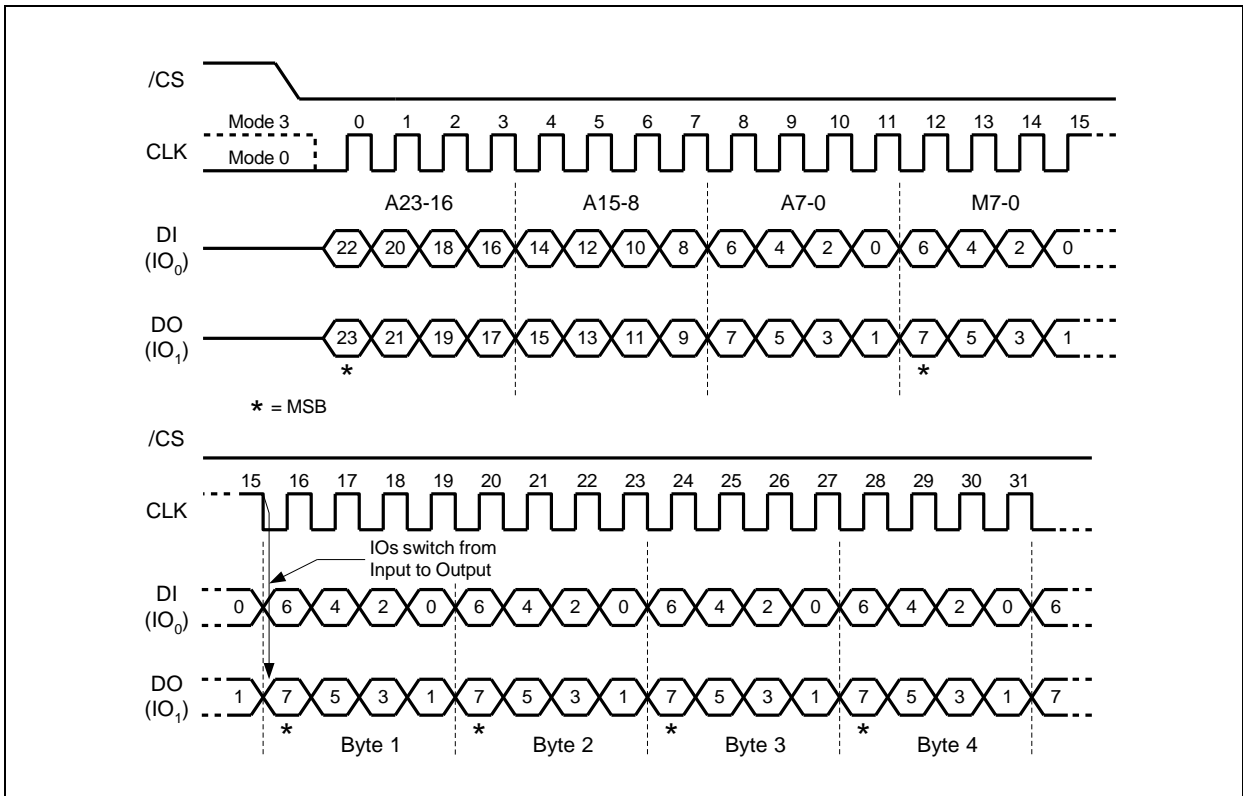 /CS
Mode 3
0 1 2 3 4 5 6 7 8 9 10 11 12 13 14 15
CLK
Mode 0
A23-16 A15-8 A7-0 M7-0
DI
(IO0)
22 20 18 16 14 12 10 8 6 4 2 0 6 4 2 0
DO
(IO1)
23 21 19 17 15 13 11 9 7 5 3 1 7 5 3 1
* *
* = MSB
/CS
15 16 17 18 19 20 21 22 23 24 25 26 27 28 29 30 31
CLK
IOs switch from
Input to Output
DI
(IO0)
0 6 4 2 0 6 4 2 0 6 4 2 0 6 4 2 0 6
DO
(IO1)
1 7 5 3 1 7 5 3 1 7 5 3 1 7 5 3 1 7
* * * *
Byte 1 Byte 2 Byte 3 Byte 4